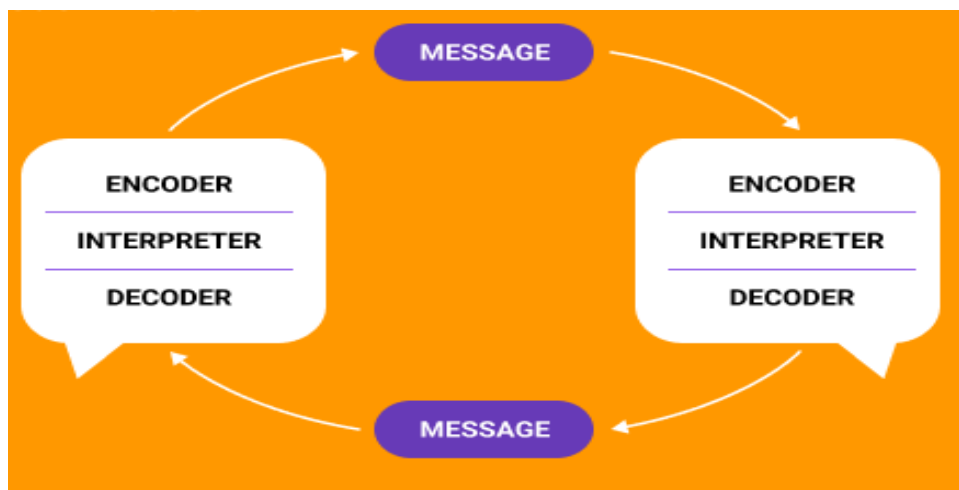 MESSAGE
ENCODER
INTERPRETER
DECODER
ENCODER
INTERPRETER
DECODER
MESSAGE